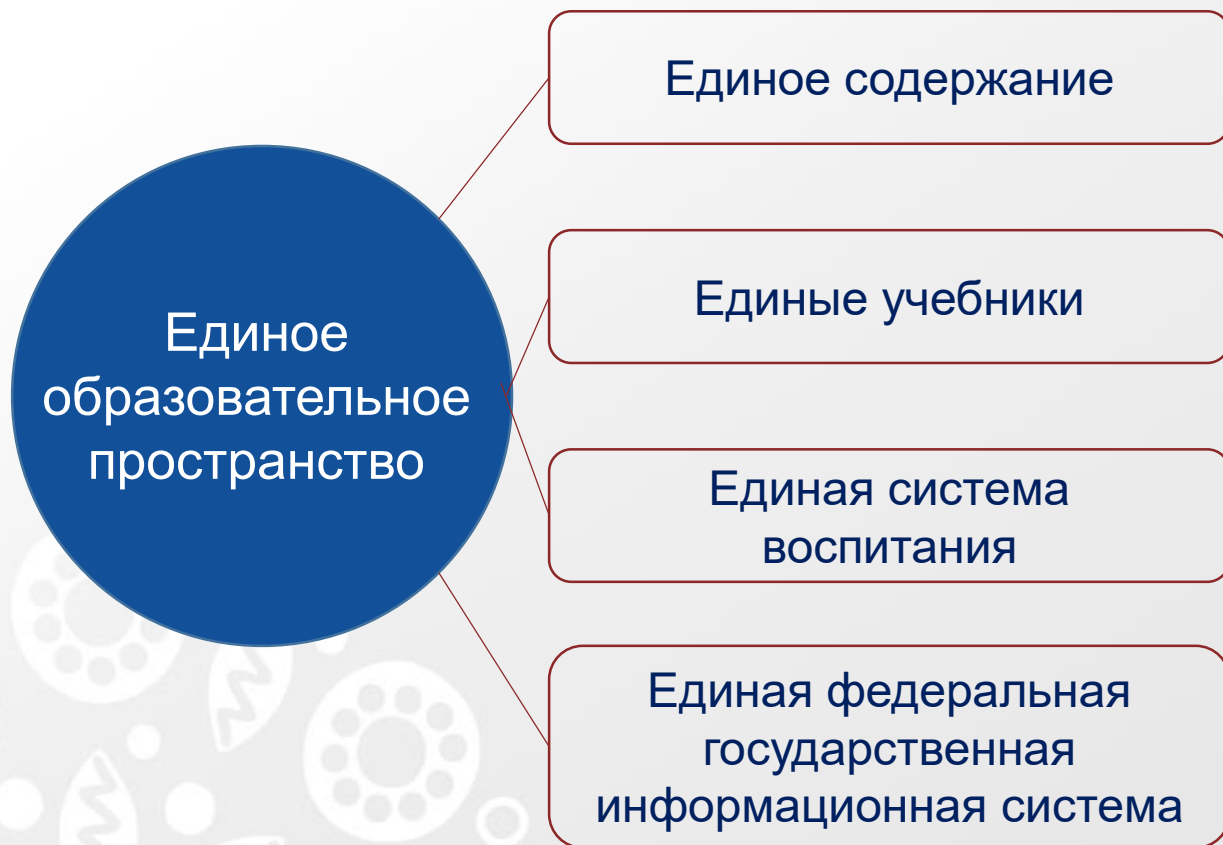 Единое содержание
Единые учебники
Единое
образовательное
пространство
Единая система
воспитания
Единая федеральная
государственная
информационная система